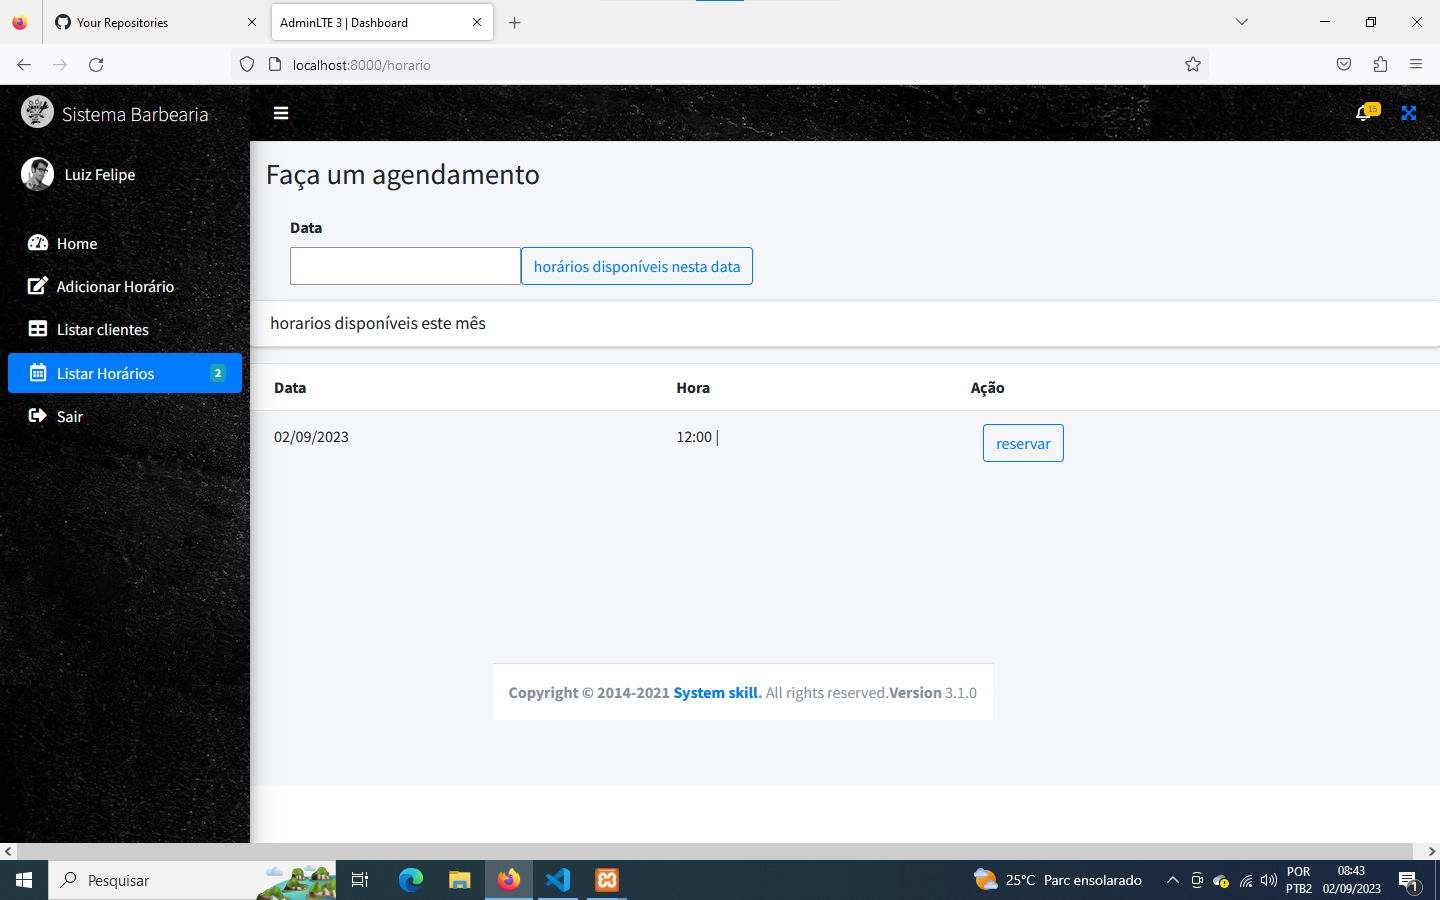 Your Repositories
AdminLTE 3 | Dashboard
localhost:8000/horario
Sistema Barbearia
15
Luiz Felipe
Home
Adicionar Horário
Listar clientes
Listar Horários 2
Sair
Faça um agendamento
Data
horários disponíveis nesta data
horarios disponíveis este mês
Data Hora Ação
02/09/2023 12:00 | reservar
Copyright © 2014-2021 System skill. All rights reserved.Version 3.1.0
Pesquisar
25°C Parc ensolarado
POR
PTB2
08:43
02/09/2023
1